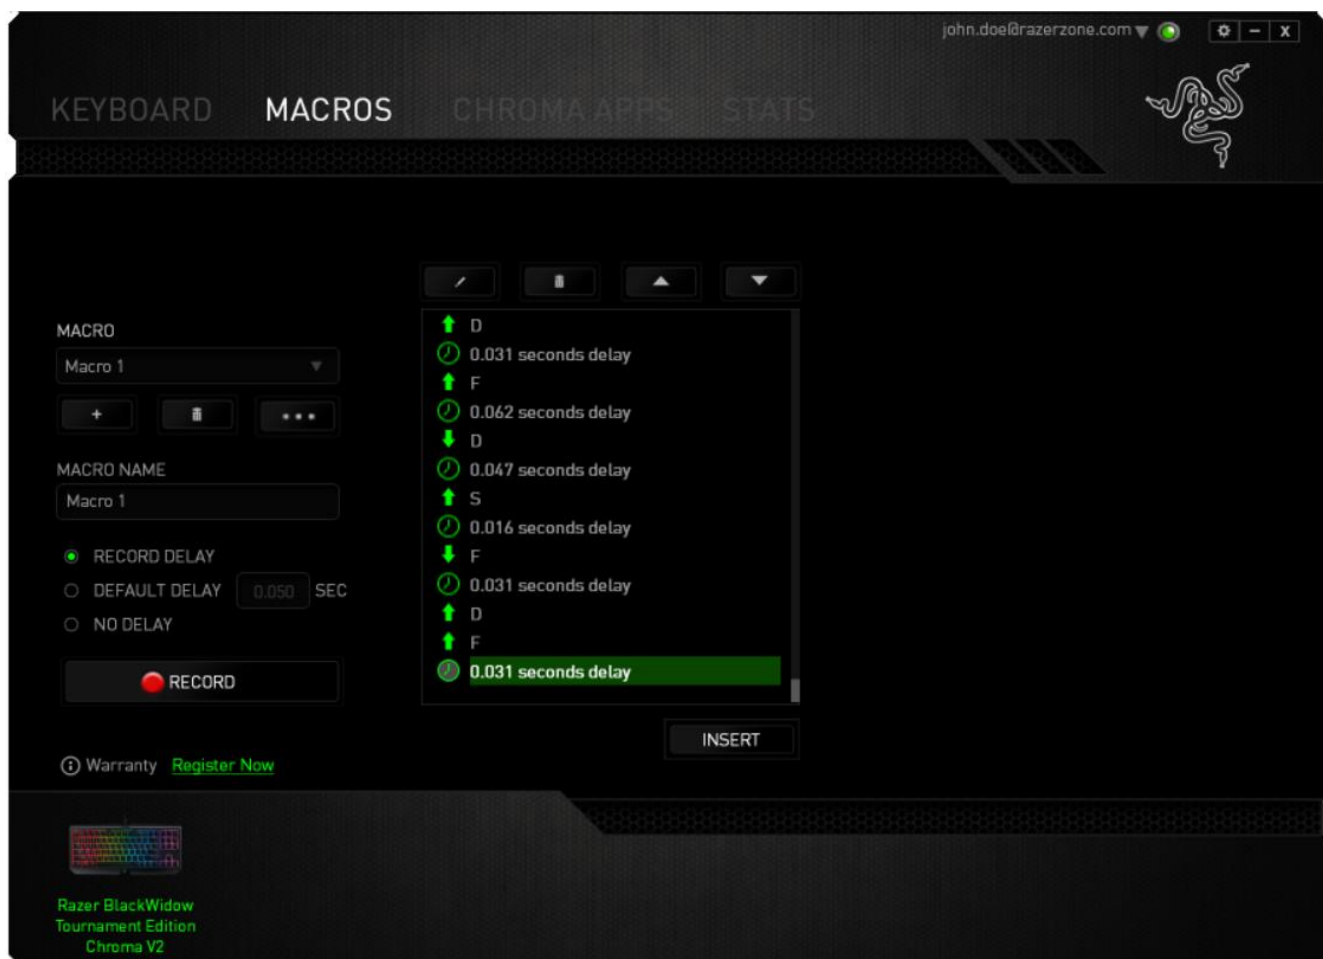 john.doe@razerzone.com
KEYBOARD MACROS CHROMA APPS STATS
MACRO
Macro 1
MACRO NAME
Macro 1
RECORD DELAY
DEFAULT DELAY 0.050 SEC
NO DELAY
RECORD
D
0.031 seconds delay
F
0.062 seconds delay
D
0.047 seconds delay
S
0.016 seconds delay
F
0.031 seconds delay
D
F
0.031 seconds delay
INSERT
Warranty Register Now
Razer BlackWidow
Tournament Edition
Chroma V2